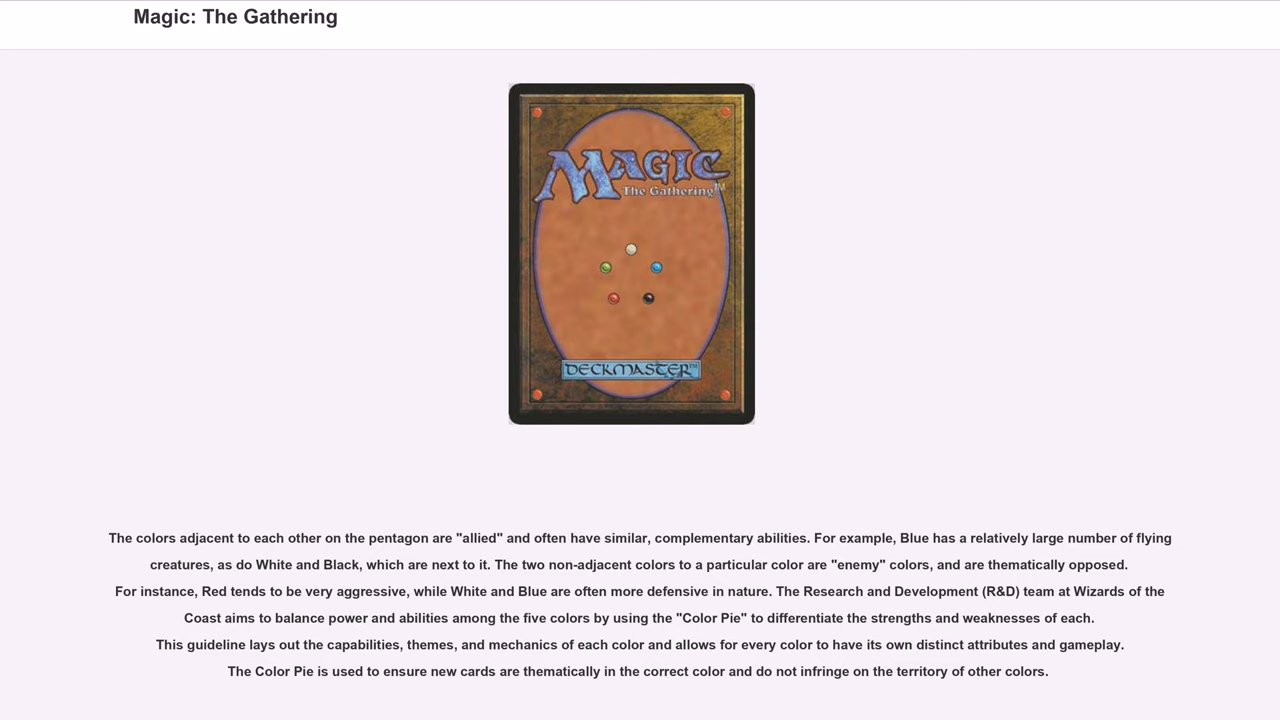 Magic: The Gathering
MAGIC
The Gathering™
DECKMASTER™
The colors adjacent to each other on the pentagon are "allied" and often have similar, complementary abilities. For example, Blue has a relatively large number of flying
creatures, as do White and Black, which are next to it. The two non-adjacent colors to a particular color are "enemy" colors, and are thematically opposed.
For instance, Red tends to be very aggressive, while White and Blue are often more defensive in nature. The Research and Development (R&D) team at Wizards of the
Coast aims to balance power and abilities among the five colors by using the "Color Pie" to differentiate the strengths and weaknesses of each.
This guideline lays out the capabilities, themes, and mechanics of each color and allows for every color to have its own distinct attributes and gameplay.
The Color Pie is used to ensure new cards are thematically in the correct color and do not infringe on the territory of other colors.